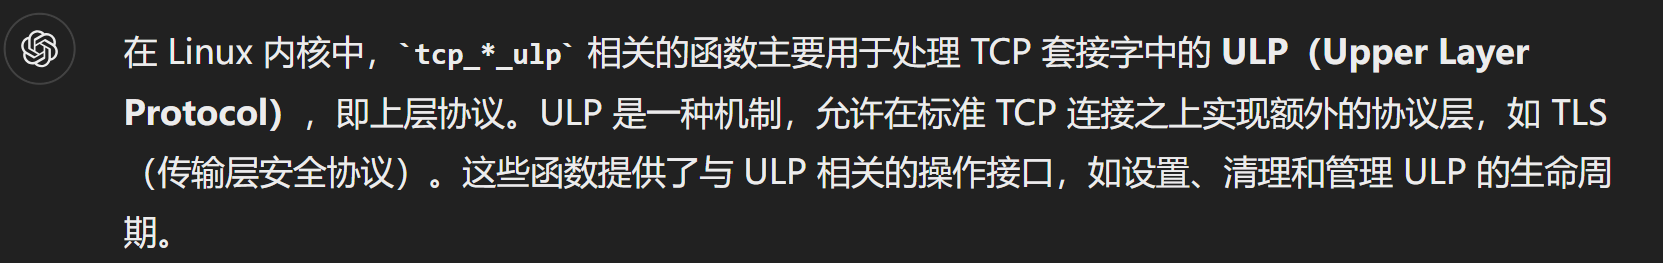 在 Linux 内核中，`tcp_*_ulp` 相关的函数主要用于处理 TCP 套接字中的 ULP（Upper Layer
Protocol），即上层协议。ULP 是一种机制，允许在标准 TCP 连接之上实现额外的协议层，如 TLS
（传输层安全协议）。这些函数提供了与 ULP 相关的操作接口，如设置、清理和管理 ULP 的生命周
期。